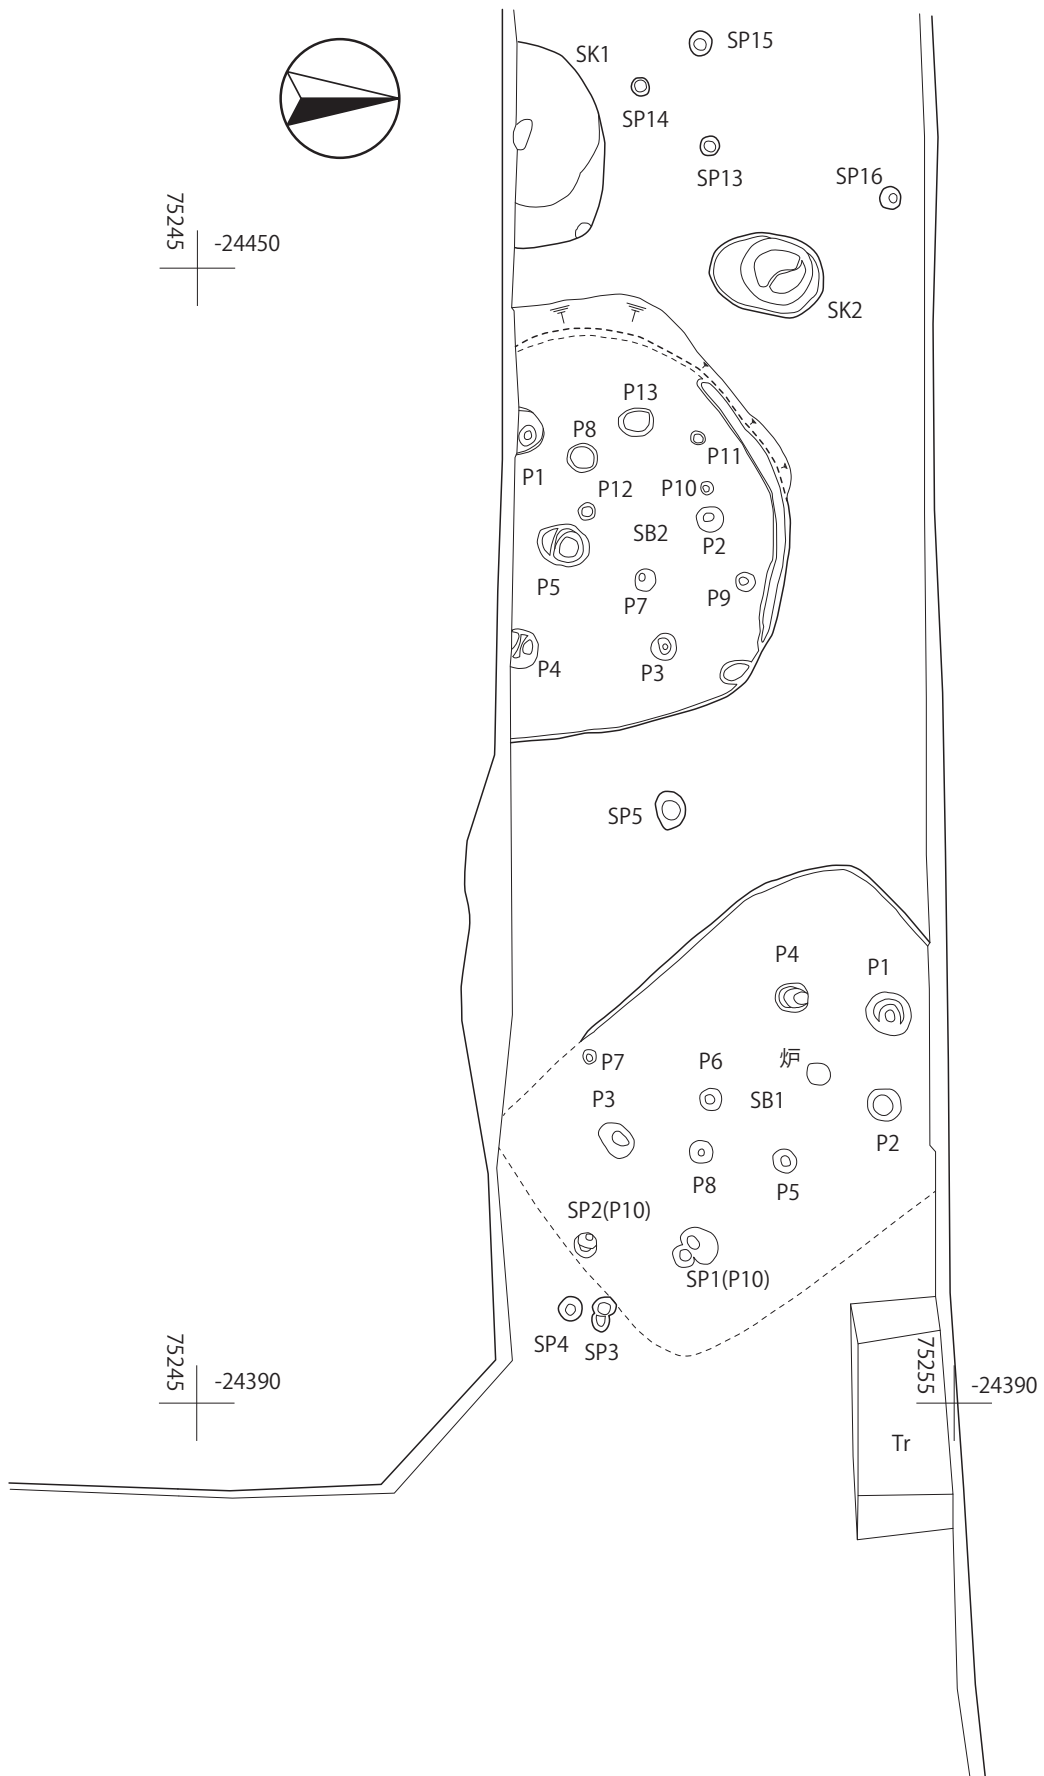 SP15
SK1
SP14
SP13
SP16
75245
-24450
SK2
P13
P8
P11
P1
P12
P10
SB2
P2
P5
P7
P9
P4
P3
SP5
P4
P1
炉
P7
P6
P3
SB1
P2
P8
P5
SP2(P10)
SP1(P10)
SP4
SP3
75245
-24390
75255
-24390
Tr